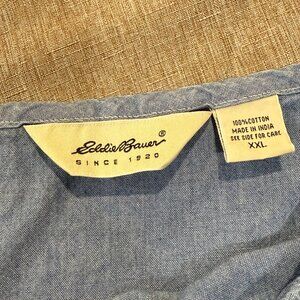 Eddie Bauer®
SINCE 1920
100% COTTON
MADE IN INDIA
SEE SIDE FOR CARE
XXL